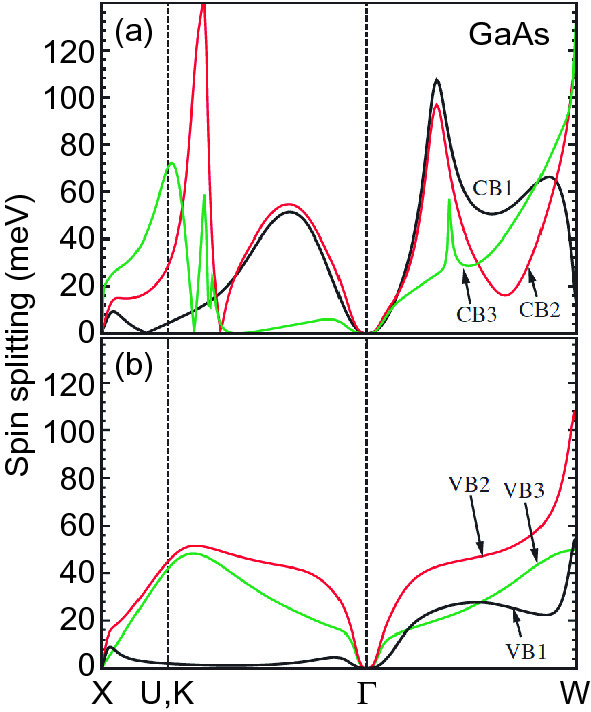 (a)
GaAs
120
100
80
60
40
20
0
CB1
CB3
CB2
Spin splitting (meV)
(b)
120
100
80
60
40
20
0
VB2
VB3
VB1
X
U,K
Γ
W